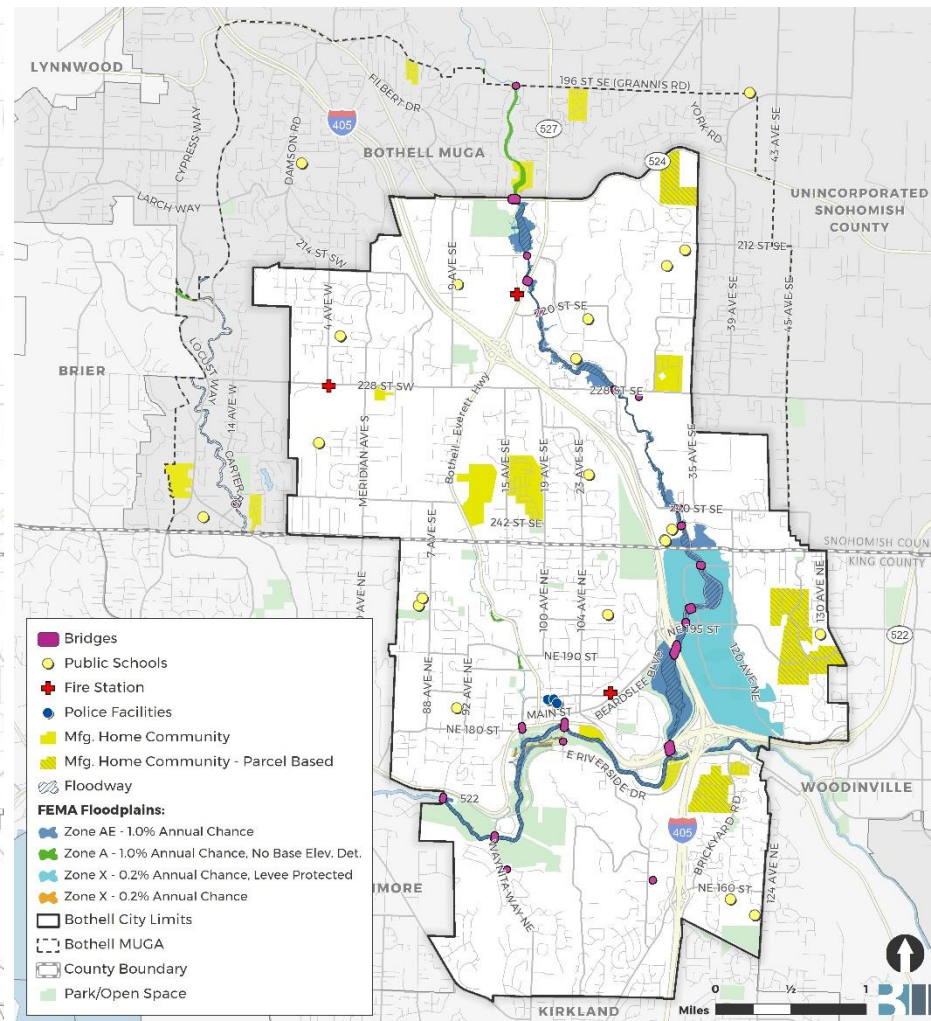 LYNNWOOD
196 ST SE (GRANNIS RD)
FILBERT DR
CYPRESS WAY
DAMSON RD
405
527
YORK RD
43 AVE SE
BOTHELL MUGA
524
LARCH WAY
UNINCORPORATED
SNOHOMISH
COUNTY
214 ST SW
212 ST SE
4 AVE W
9 AVE SE
39 AVE SE
45 AVE SE
220 ST SE
BRIER
LOCUST WAY
14 AVE W
228 ST SW
228 ST SE
Bothell - Everett Hwy
MERIDIAN AVE S
15 AVE SE
19 AVE SE
23 AVE SE
35 AVE SE
242 ST SE
240 ST SE
7 AVE SE
SNOHOMISH COUN
KING COUNTY
100 AVE NE
104 AVE NE
130 AVE NE
NE 195 ST
522
NE 190 ST
120 AVE NE
BEARDSLEE BLVD
88 AVE NE
92 AVE NE
MAIN ST
NE 180 ST
E RIVERSIDE DR
WOODINVILLE
522
405
BRICKYARD RD
WAYNITA WAY NE
124 AVE NE
NE 160 ST
MORE
KIRKLAND
Bridges
Public Schools
Fire Station
Police Facilities
Mfg. Home Community
Mfg. Home Community - Parcel Based
Floodway
FEMA Floodplains:
Zone AE - 1.0% Annual Chance
Zone A - 1.0% Annual Chance, No Base Elev. Det.
Zone X - 0.2% Annual Chance, Levee Protected
Zone X - 0.2% Annual Chance
Bothell City Limits
Bothell MUGA
County Boundary
Park/Open Space
0 ½ 1
Miles